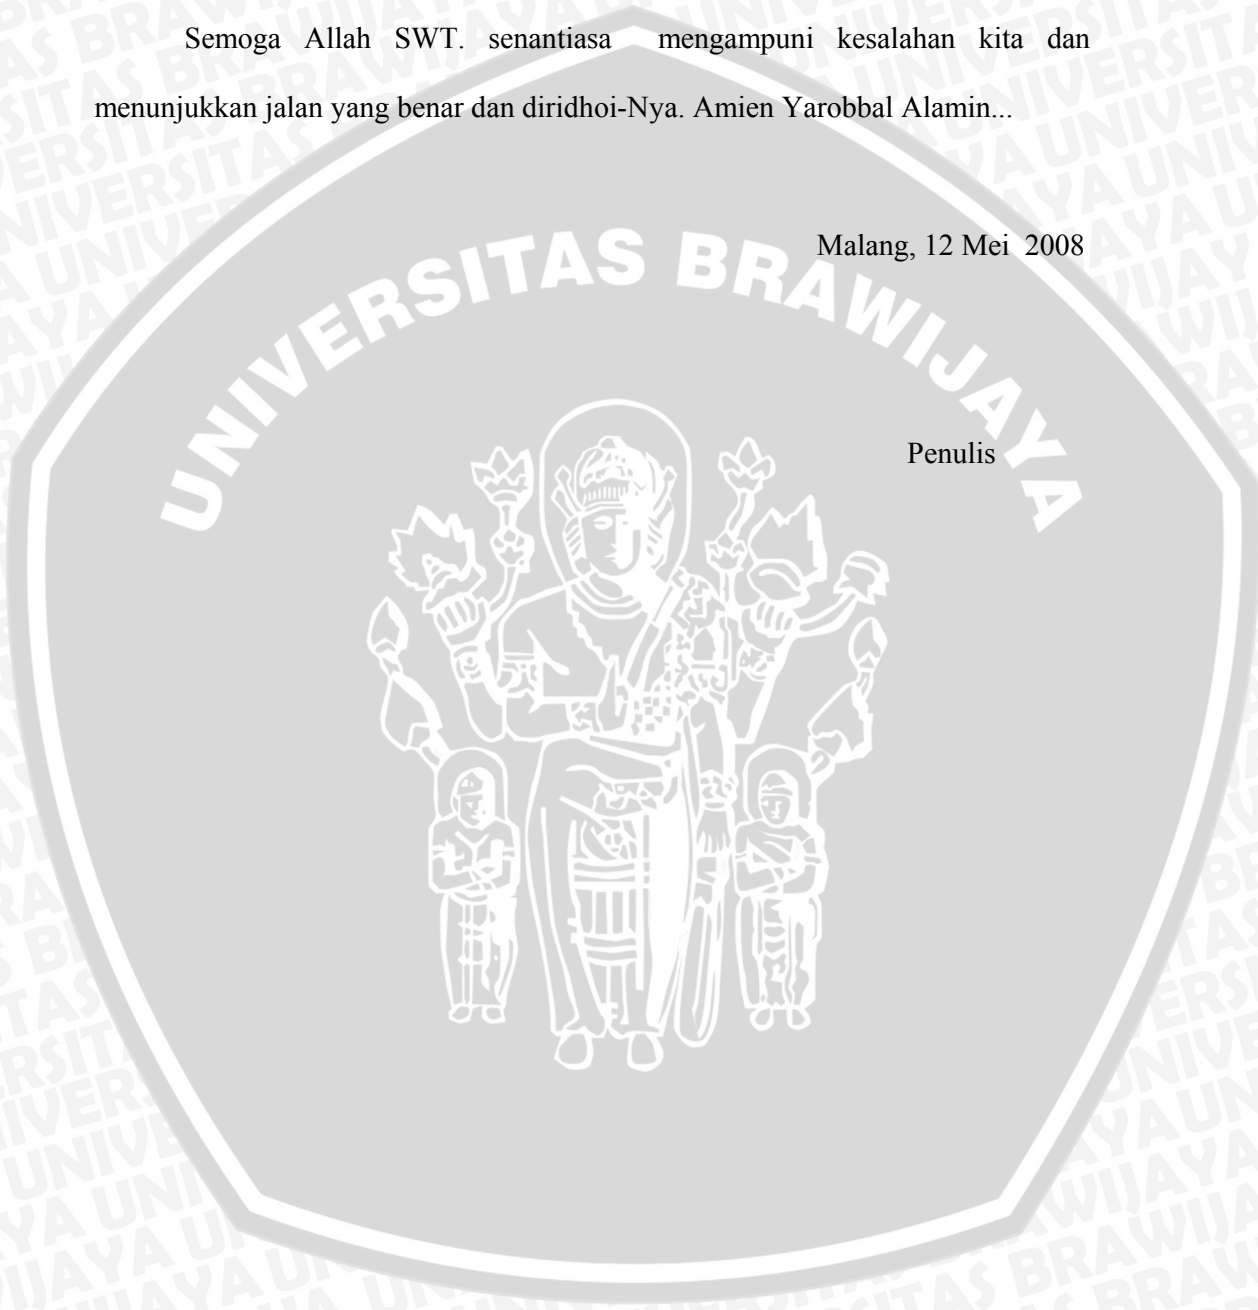 Semoga Allah SWT. senantiasa mengampuni kesalahan kita dan
menunjukkan jalan yang benar dan diridhoi-Nya. Amien Yarobbal Alamin...
Malang, 12 Mei 2008
UNIVERSITAS BRAWIJAYA
Penulis